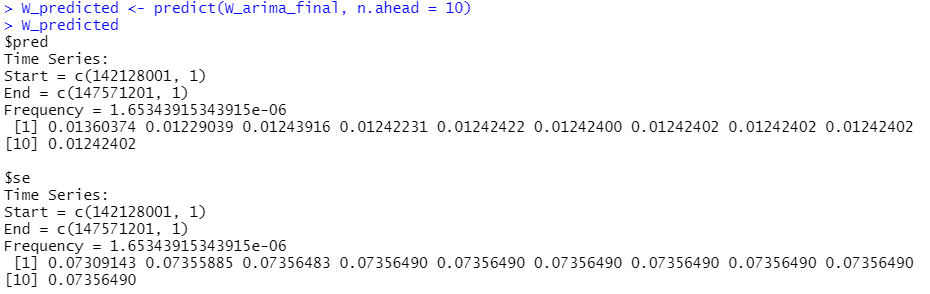 > W_predicted <- predict(W_arima_final, n.ahead = 10)
> W_predicted
$pred
Time Series:
Start = c(142128001, 1)
End = c(147571201, 1)
Frequency = 1.65343915343915e-06
 [1] 0.01360374 0.01229039 0.01243916 0.01242231 0.01242422 0.01242400 0.01242402 0.01242402 0.01242402
[10] 0.01242402

$se
Time Series:
Start = c(142128001, 1)
End = c(147571201, 1)
Frequency = 1.65343915343915e-06
 [1] 0.07309143 0.07355885 0.07356483 0.07356490 0.07356490 0.07356490 0.07356490 0.07356490 0.07356490
[10] 0.07356490